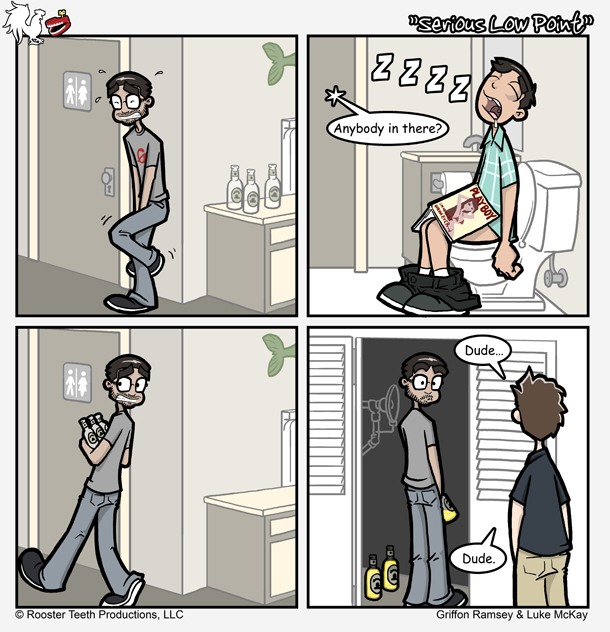 "Serious Low Point"
Z Z Z Z
Anybody in there?
PLAYBOY
Dude...
Dude.
© Rooster Teeth Productions, LLC
Griffon Ramsey & Luke McKay